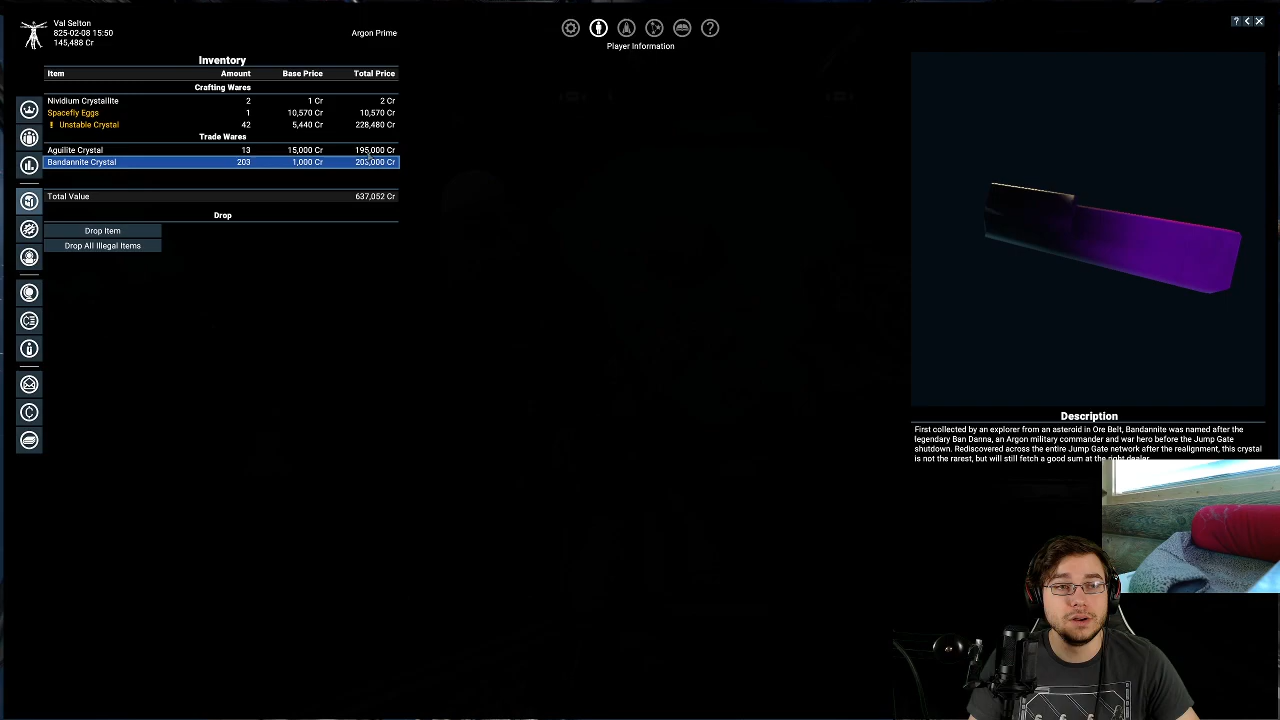 Val Selton
825-02-08 15:50
145,488 Cr
Argon Prime
?
Player Information
?
Inventory
Item Amount Base Price Total Price
Crafting Wares
Nividium Crystallite 2 1 Cr 2 Cr
Spacefly Eggs 1 10,570 Cr 10,570 Cr
! Unstable Crystal 42 5,440 Cr 228,480 Cr
Trade Wares
Aguilite Crystal 13 15,000 Cr 195,000 Cr
Bandannite Crystal 203 1,000 Cr 203,000 Cr
Total Value 637,052 Cr
Drop
Drop Item
Drop All Illegal Items
Description
First collected by an explorer from an asteroid in Ore Belt, Bandannite was named after the
legendary Ban Danna, an Argon military commander and war hero before the Jump Gate
shutdown. Rediscovered across the entire Jump Gate network after the realignment, this crystal
is not the rarest, but will still fetch a good sum at the right dealer.